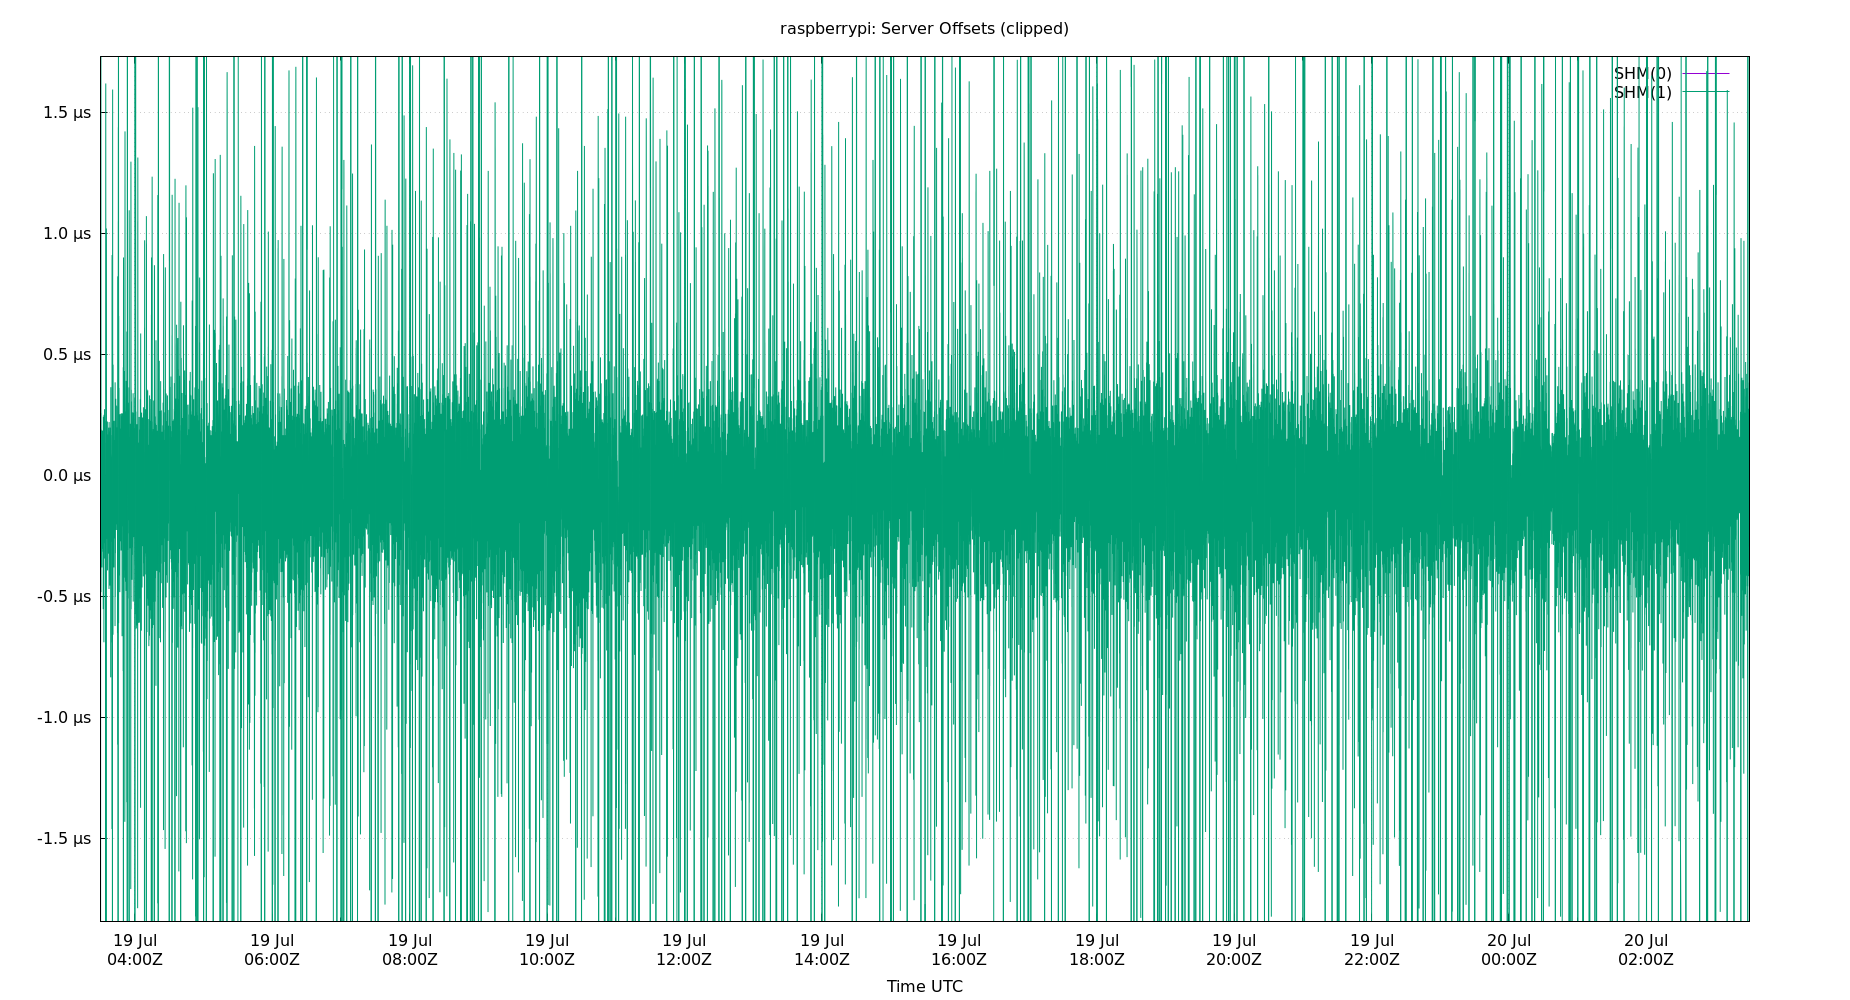 raspberrypi: Server Offsets (clipped)
SHM(0)
SHM(1)
1.5 µs
1.0 µs
0.5 µs
0.0 µs
-0.5 µs
-1.0 µs
-1.5 µs
19 Jul 19 Jul 19 Jul 19 Jul 19 Jul 19 Jul 19 Jul 19 Jul 19 Jul 19 Jul 20 Jul 20 Jul
04:00Z 06:00Z 08:00Z 10:00Z 12:00Z 14:00Z 16:00Z 18:00Z 20:00Z 22:00Z 00:00Z 02:00Z
Time UTC